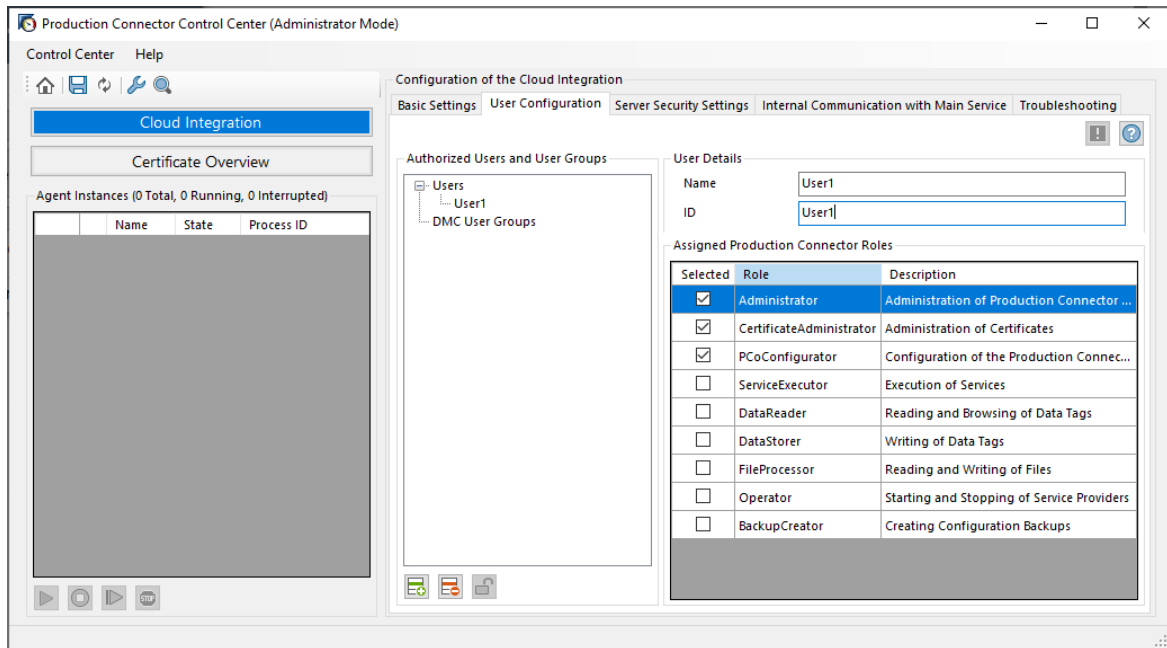 Production Connector Control Center (Administrator Mode)
Control Center Help
Cloud Integration
Certificate Overview
Agent Instances (0 Total, 0 Running, 0 Interrupted)
Name State Process ID
STOP
Configuration of the Cloud Integration
Basic Settings User Configuration Server Security Settings Internal Communication with Main Service Troubleshooting
Authorized Users and User Groups
Users
User1
DMC User Groups
User Details
Name User1
ID User1
Assigned Production Connector Roles
Selected Role Description
Administrator Administration of Production Connector ...
CertificateAdministrator Administration of Certificates
PCoConfigurator Configuration of the Production Connec...
ServiceExecutor Execution of Services
DataReader Reading and Browsing of Data Tags
DataStorer Writing of Data Tags
FileProcessor Reading and Writing of Files
Operator Starting and Stopping of Service Providers
BackupCreator Creating Configuration Backups